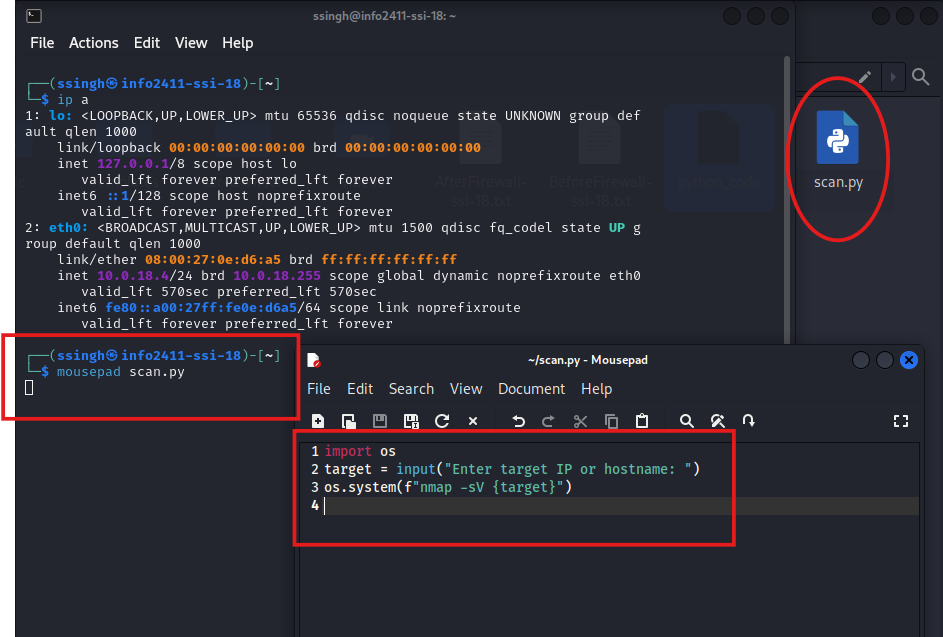 ssingh@info2411-ssi-18: ~
File Actions Edit View Help
┌──(ssingh㉿info2411-ssi-18)-[~]
└─$ ip a
1: lo: <LOOPBACK,UP,LOWER_UP> mtu 65536 qdisc noqueue state UNKNOWN group def
ault qlen 1000
link/loopback 00:00:00:00:00:00 brd 00:00:00:00:00:00
inet 127.0.0.1/8 scope host lo
valid_lft forever preferred_lft forever
inet6 ::1/128 scope host noprefixroute
valid_lft forever preferred_lft forever
2: eth0: <BROADCAST,MULTICAST,UP,LOWER_UP> mtu 1500 qdisc fq_codel state UP g
roup default qlen 1000
link/ether 08:00:27:0e:d6:a5 brd ff:ff:ff:ff:ff:ff
inet 10.0.18.4/24 brd 10.0.18.255 scope global dynamic noprefixroute eth0
valid_lft 570sec preferred_lft 570sec
inet6 fe80::a00:27ff:fe0e:d6a5/64 scope link noprefixroute
valid_lft forever preferred_lft forever
┌──(ssingh㉿info2411-ssi-18)-[~]
└─$ mousepad scan.py
AfterFirewall-
ssi-18.txt
BeforeFirewall-
ssi-18.txt
python_code
scan.py
~/scan.py - Mousepad
File Edit Search View Document Help
1 import os
2 target = input("Enter target IP or hostname: ")
3 os.system(f"nmap -sV {target}")
4